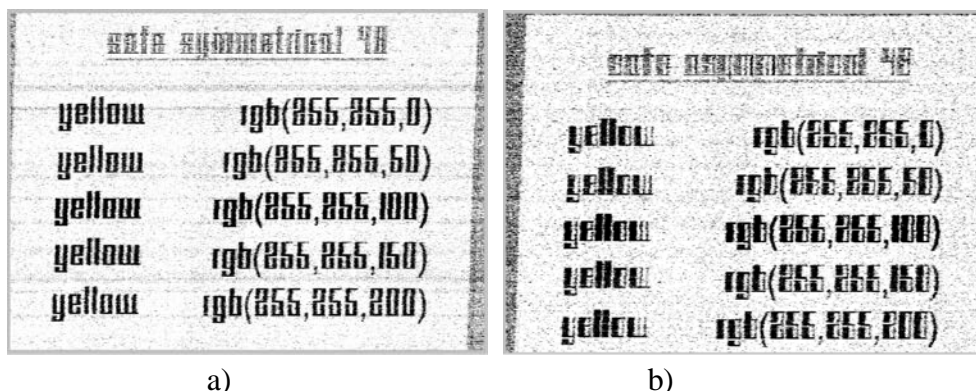 safe symmetrical
yellow rgb(255,255,0)
yellow rgb(255,255,50)
yellow rgb(255,255,100)
yellow rgb(255,255,150)
yellow rgb(255,255,200)
a)
safe asymmetrical
yellow rgb(255,255,0)
yellow rgb(255,255,50)
yellow rgb(255,255,100)
yellow rgb(255,255,150)
yellow rgb(255,255,200)
b)